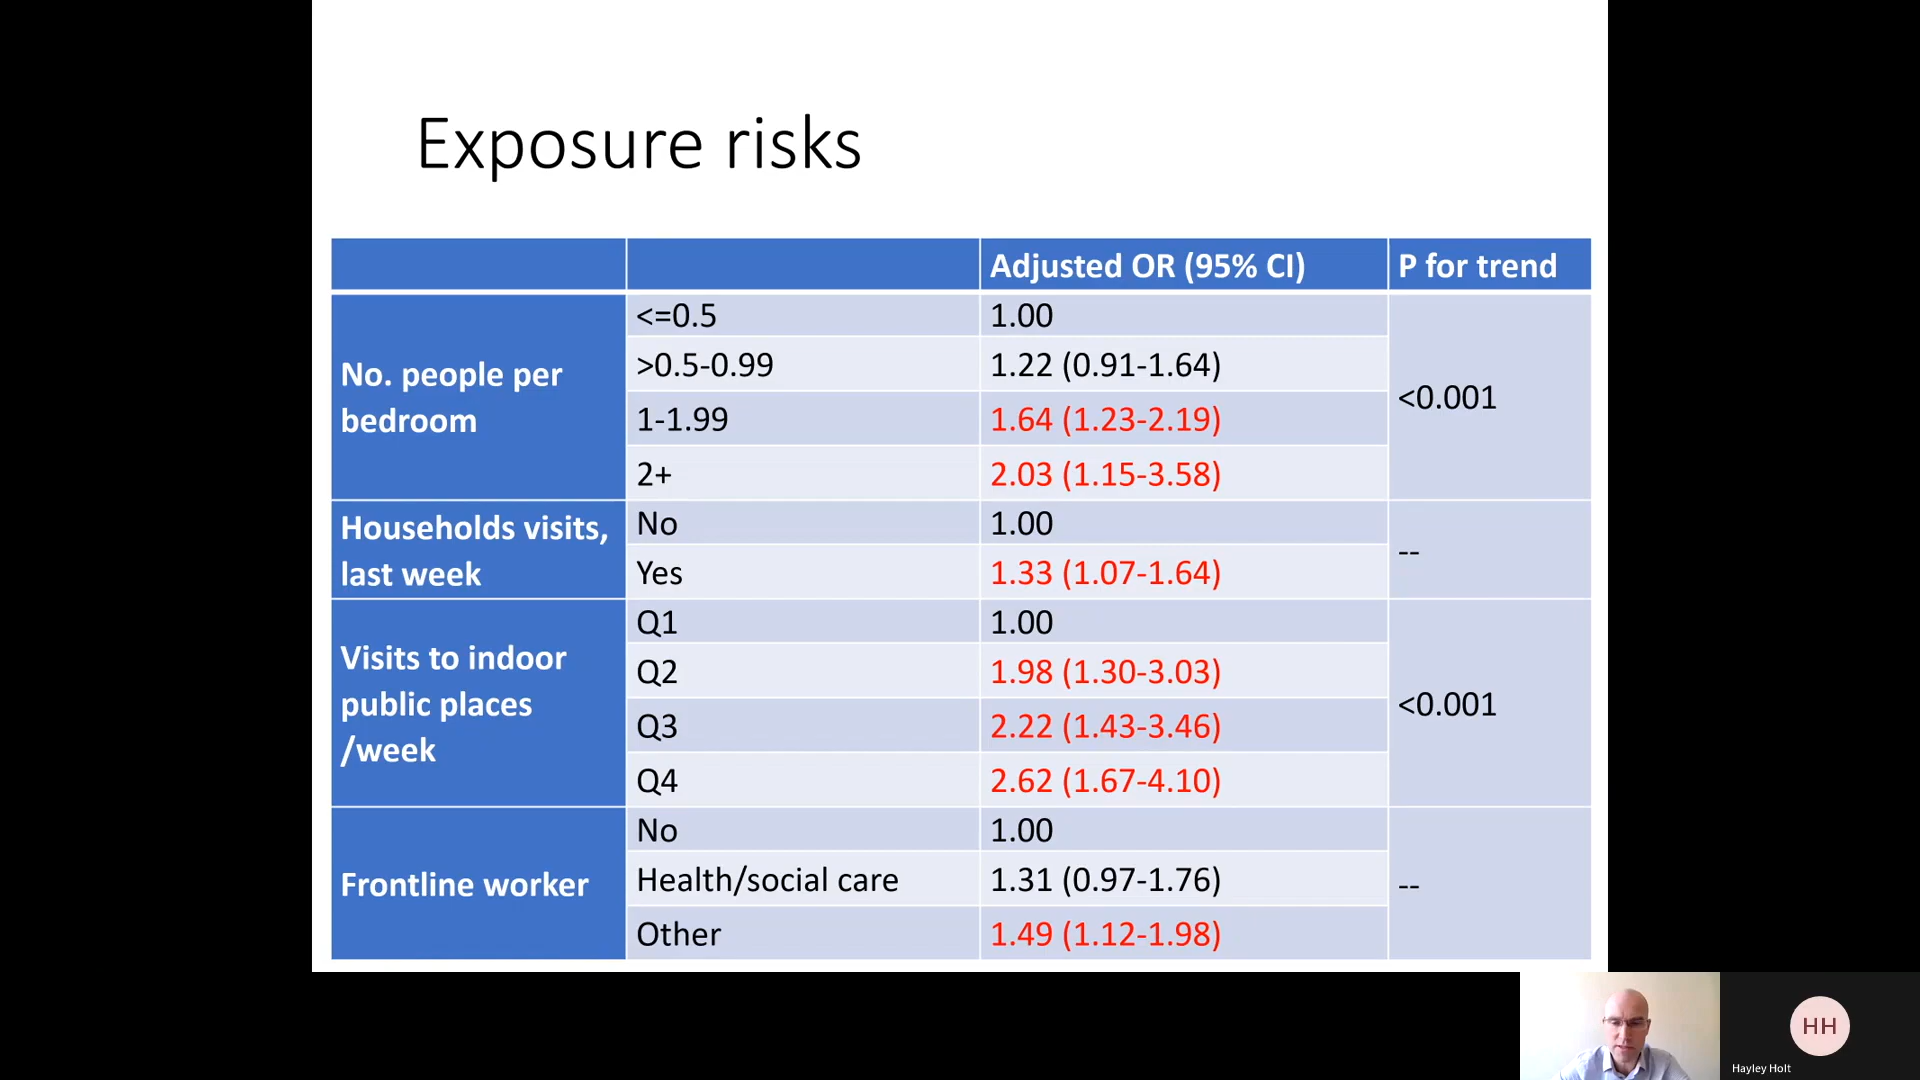 Exposure risks
Adjusted OR (95% CI) P for trend
No. people per
bedroom
<=0.5 1.00
>0.5-0.99 1.22 (0.91-1.64)
1-1.99 1.64 (1.23-2.19)
2+ 2.03 (1.15-3.58)
<0.001
Households visits,
last week
No 1.00
Yes 1.33 (1.07-1.64)
--
Visits to indoor
public places
/week
Q1 1.00
Q2 1.98 (1.30-3.03)
Q3 2.22 (1.43-3.46)
Q4 2.62 (1.67-4.10)
<0.001
Frontline worker
No 1.00
Health/social care 1.31 (0.97-1.76)
Other 1.49 (1.12-1.98)
--
HH
Hayley Holt